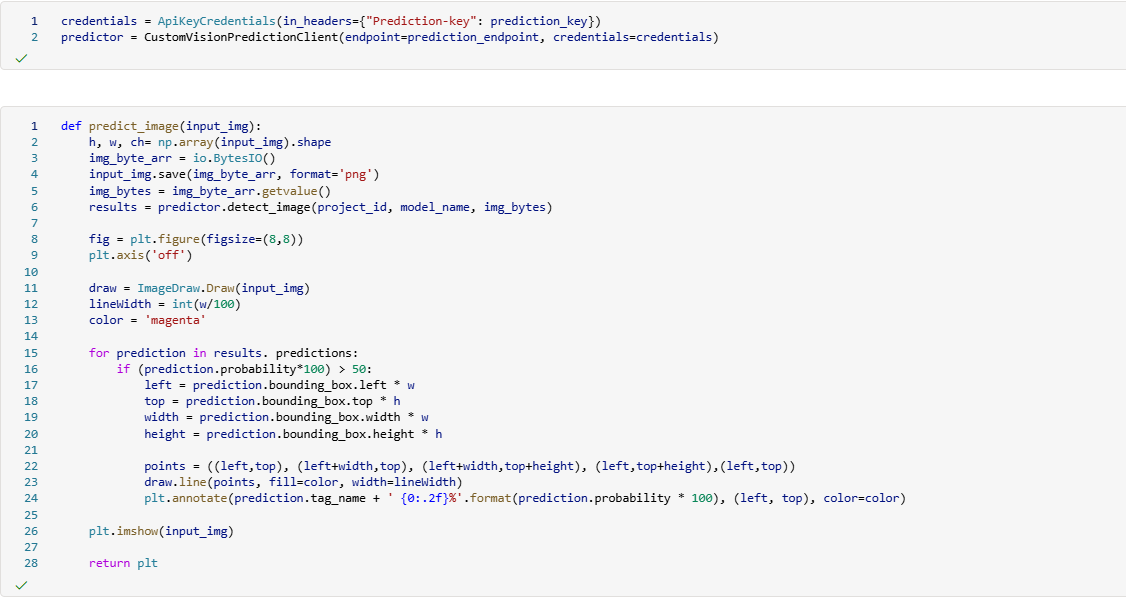 1 credentials = ApiKeyCredentials(in_headers={"Prediction-key": prediction_key})
2 predictor = CustomVisionPredictionClient(endpoint=prediction_endpoint, credentials=credentials)
1 def predict_image(input_img):
2     h, w, ch= np.array(input_img).shape
3     img_byte_arr = io.BytesIO()
4     input_img.save(img_byte_arr, format='png')
5     img_bytes = img_byte_arr.getvalue()
6     results = predictor.detect_image(project_id, model_name, img_bytes)
7
8     fig = plt.figure(figsize=(8,8))
9     plt.axis('off')
10
11     draw = ImageDraw.Draw(input_img)
12     lineWidth = int(w/100)
13     color = 'magenta'
14
15     for prediction in results. predictions:
16         if (prediction.probability*100) > 50:
17             left = prediction.bounding_box.left * w
18             top = prediction.bounding_box.top * h
19             width = prediction.bounding_box.width * w
20             height = prediction.bounding_box.height * h
21
22             points = ((left,top), (left+width,top), (left+width,top+height), (left,top+height),(left,top))
23             draw.line(points, fill=color, width=lineWidth)
24             plt.annotate(prediction.tag_name + ' {0:.2f}%'.format(prediction.probability * 100), (left, top), color=color)
25
26     plt.imshow(input_img)
27
28     return plt